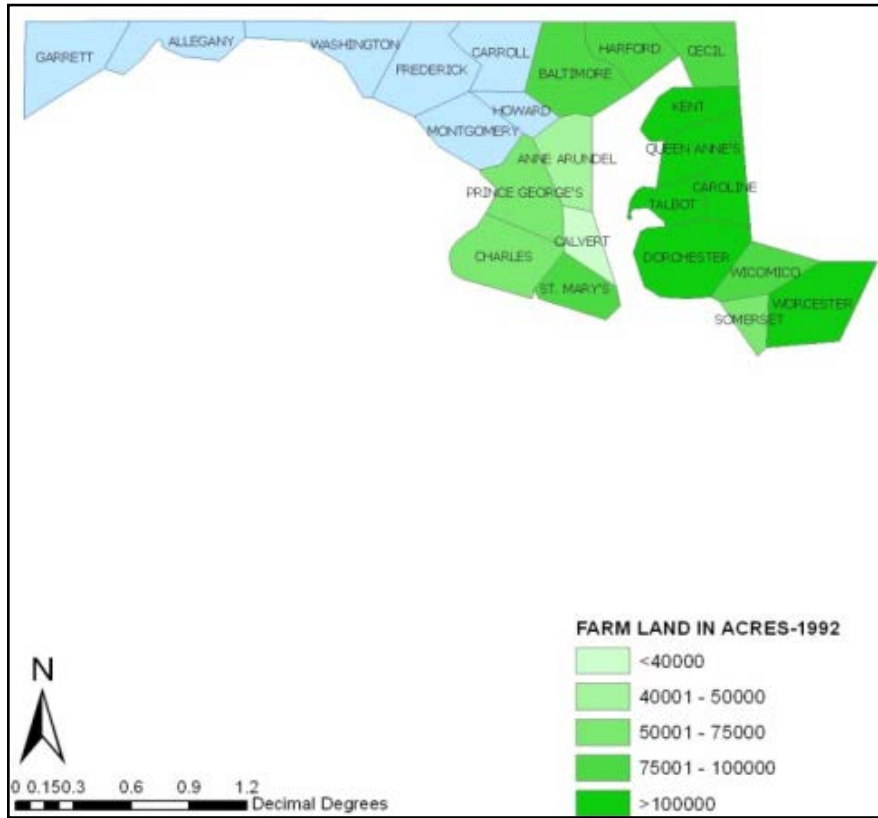 GARRETT
ALLEGANY
WASHINGTON
FREDERICK
CARROLL
BALTIMORE
HARFORD
CECIL
HOWARD
MONTGOMERY
KENT
QUEEN ANNE'S
ANNE ARUNDEL
PRINCE GEORGE'S
CAROLINE
TALBOT
CALVERT
CHARLES
DORCHESTER
ST. MARY'S
WICOMICO
WORCESTER
SOMERSET
FARM LAND IN ACRES-1992
<40000
40001 - 50000
50001 - 75000
75001 - 100000
>100000
N
0 0.150.3 0.6 0.9 1.2
Decimal Degrees